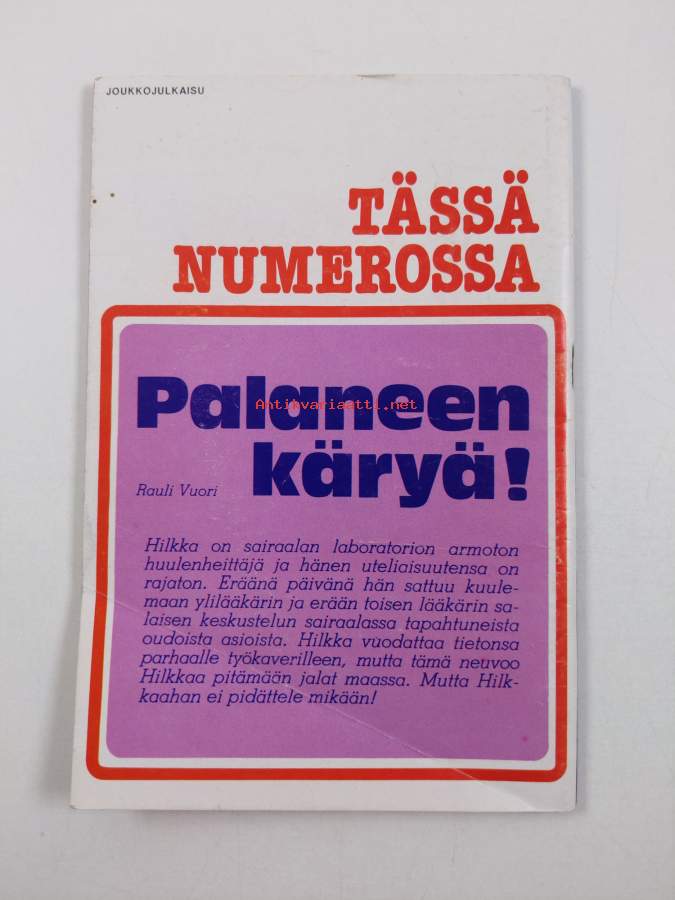 JOUKKOJULKAISU
TÄSSÄ
NUMEROSSA
Palaneen
Antikvariaatti.net
käryä!
Rauli Vuori
Hilkka on sairaalan laboratorion armoton
huulenheittäjä ja hänen uteliaisuutensa on
rajaton. Eräänä päivänä hän sattuu kuule-
maan ylilääkärin ja erään toisen lääkärin sa-
laisen keskustelun sairaalassa tapahtuneista
oudoista asioista. Hilkka vuodattaa tietonsa
parhaalle työkaverilleen, mutta tämä neuvoo
Hilkkaa pitämään jalat maassa. Mutta Hilk-
kaahan ei pidättele mikään!